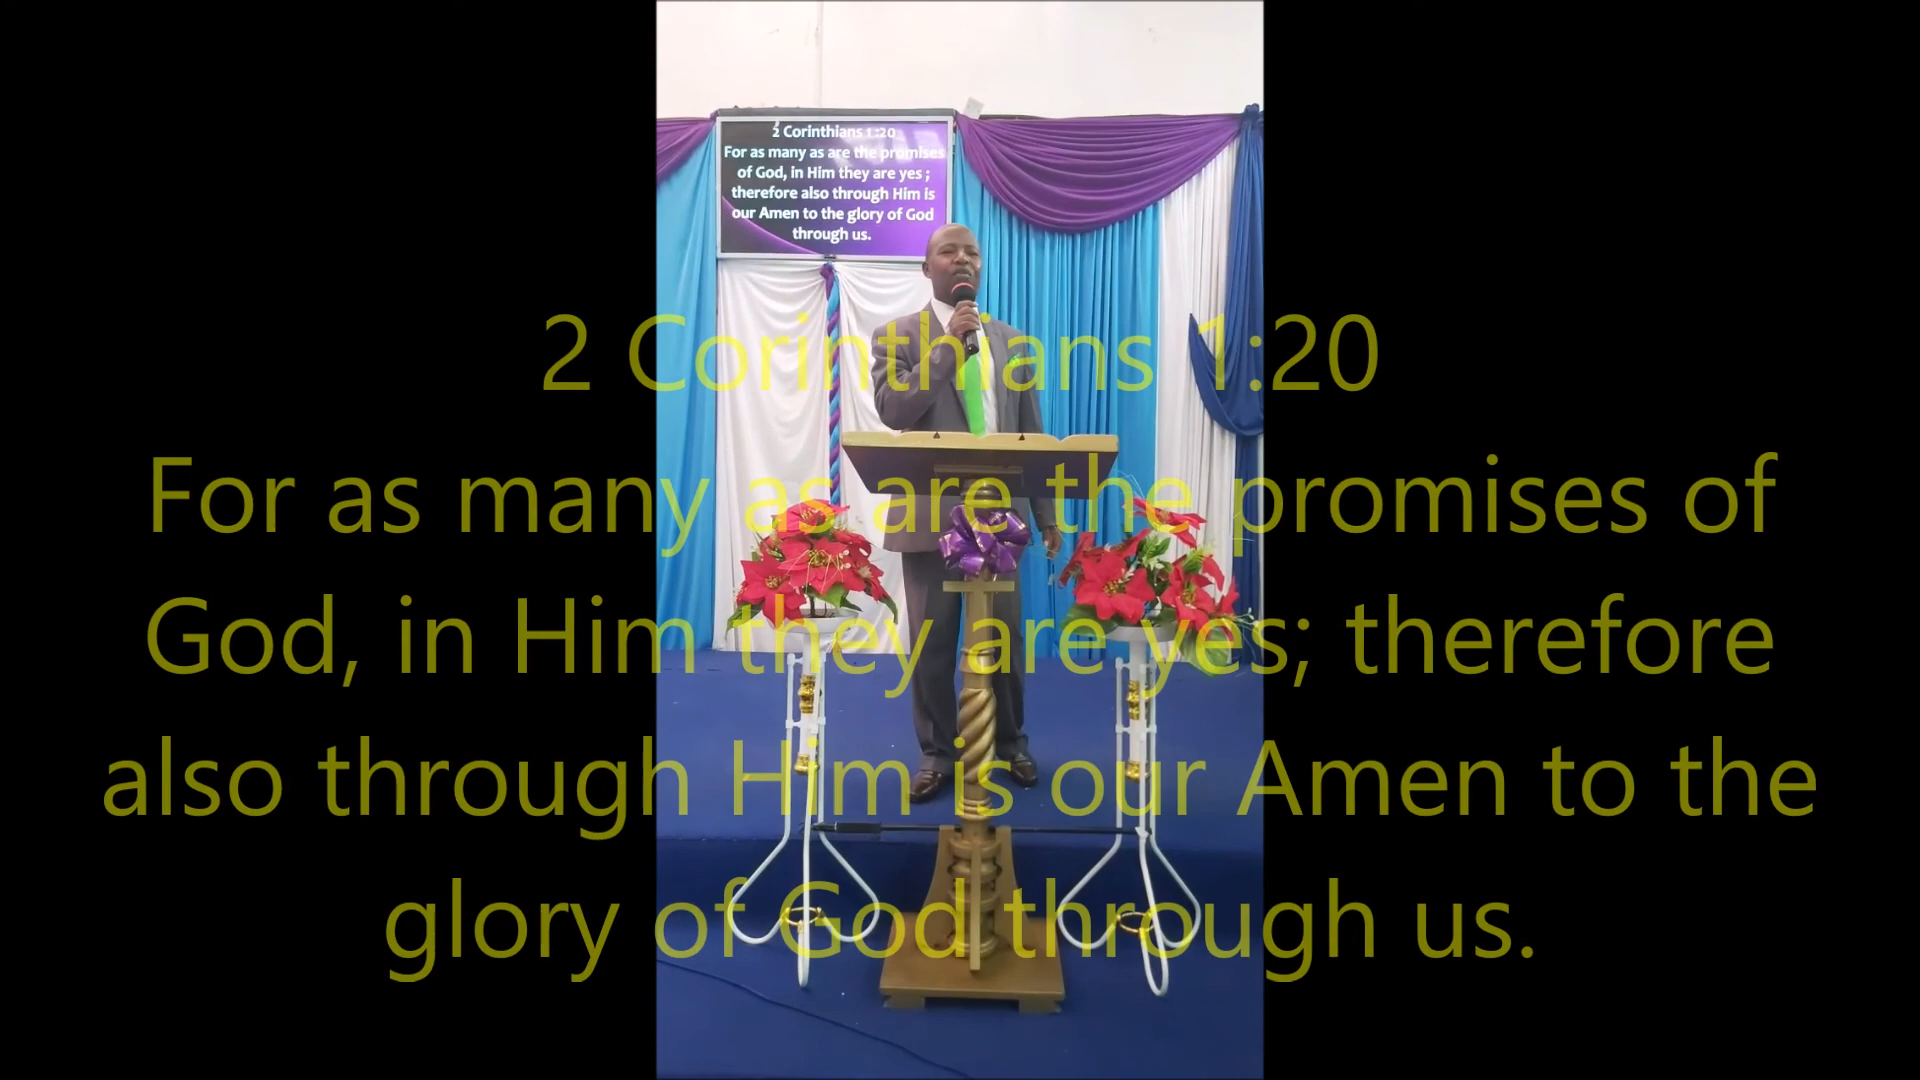 2 Corinthians 1:20
For as many as are the promises
of God, in Him they are yes ;
therefore also through Him is
our Amen to the glory of God
through us.
2 Corinthians 1:20
For as many as are the promises of
God, in Him they are yes; therefore
also through Him is our Amen to the
glory of God through us.